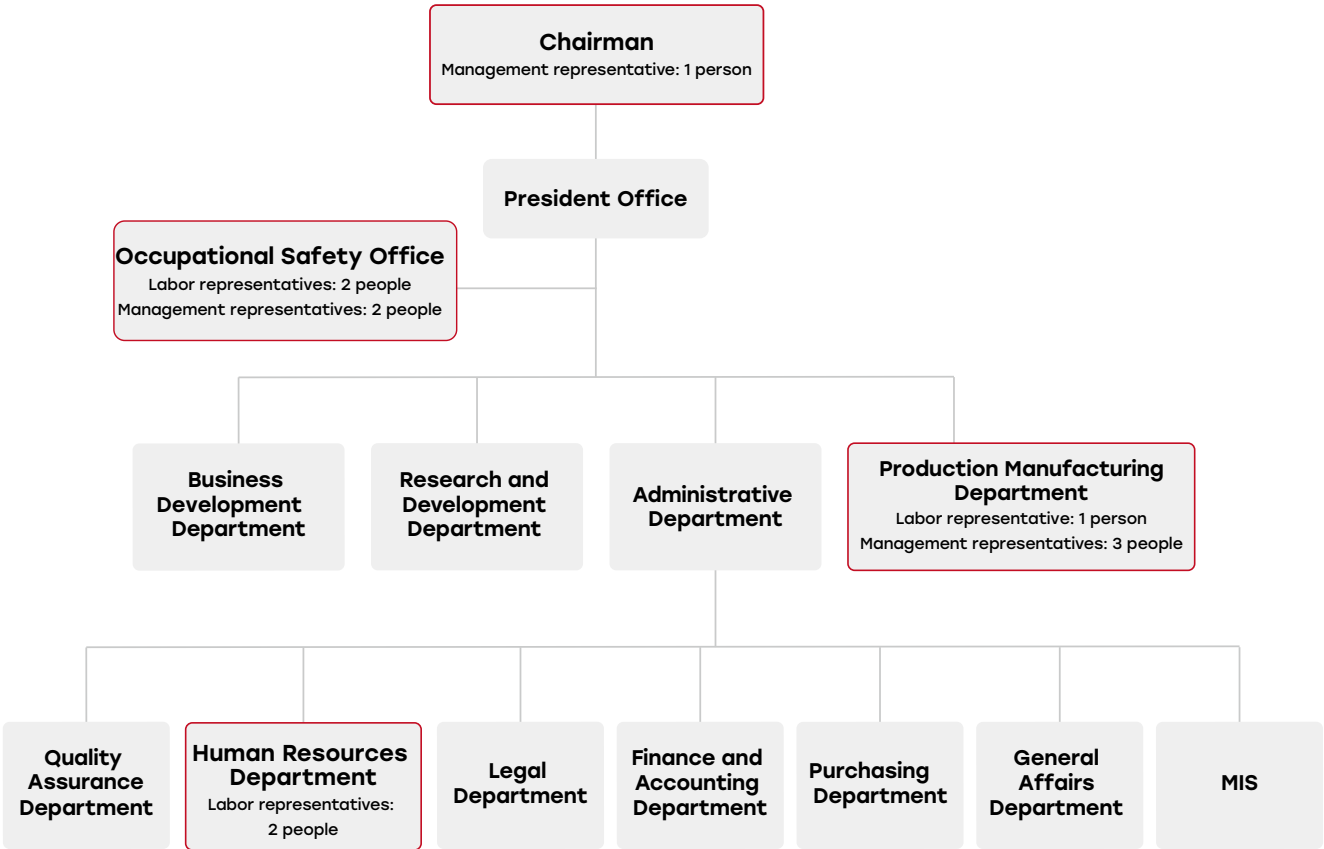 Chairman
Management representative: 1 person
President Office
Occupational Safety Office
Labor representatives: 2 people
Management representatives: 2 people
Business
Development
Department
Research and
Development
Department
Administrative
Department
Production Manufacturing
Department
Labor representative: 1 person
Management representatives: 3 people
Quality
Assurance
Department
Human Resources
Department
Labor representatives:
2 people
Legal
Department
Finance and
Accounting
Department
Purchasing
Department
General
Affairs
Department
MIS